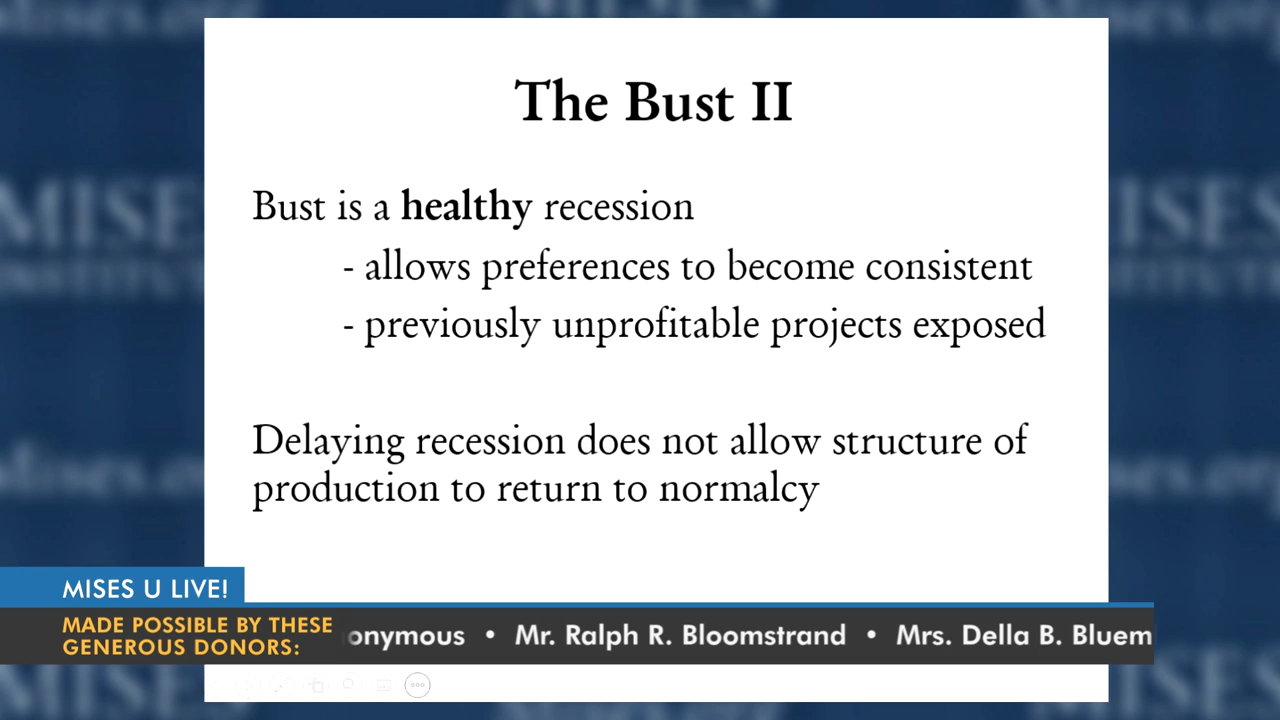 The Bust II
Bust is a healthy recession
- allows preferences to become consistent
- previously unprofitable projects exposed
Delaying recession does not allow structure of
production to return to normalcy
MISES U LIVE!
MADE POSSIBLE BY THESE
GENEROUS DONORS:
onymous • Mr. Ralph R. Bloomstrand • Mrs. Della B. Bluem